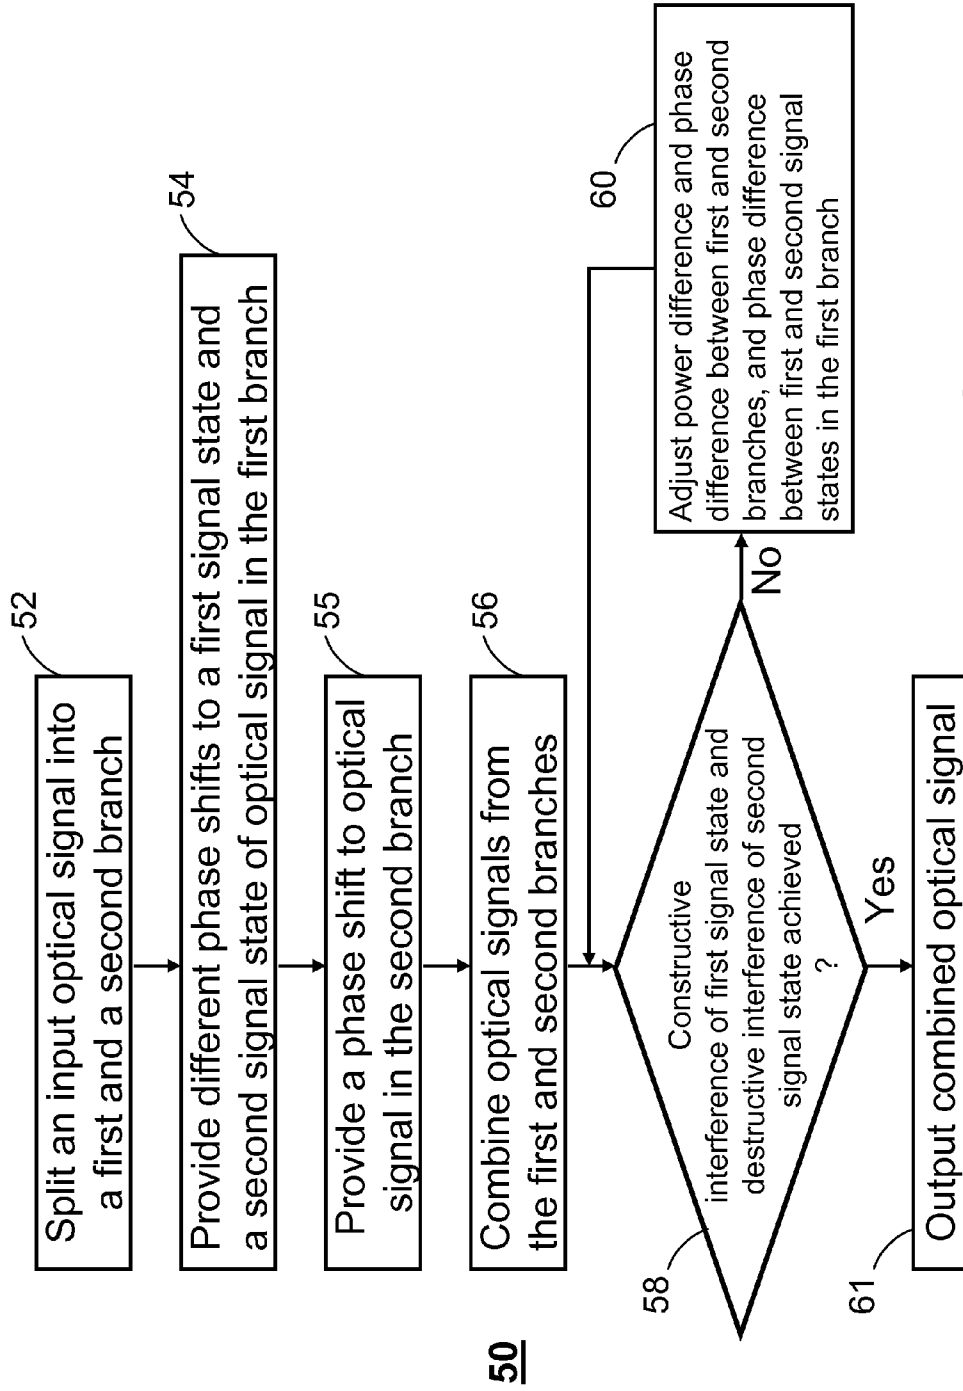 50
52
Split an input optical signal into
a first and a second branch
54
Provide different phase shifts to a first signal state and
a second signal state of optical signal in the first branch
55
Provide a phase shift to optical
signal in the second branch
56
Combine optical signals from
the first and second branches
58
Constructive
interference of first signal state and
destructive interference of second
signal state achieved
?
No
60
Adjust power difference and phase
difference between first and second
branches, and phase difference
between first and second signal
states in the first branch
Yes
61
Output combined optical signal